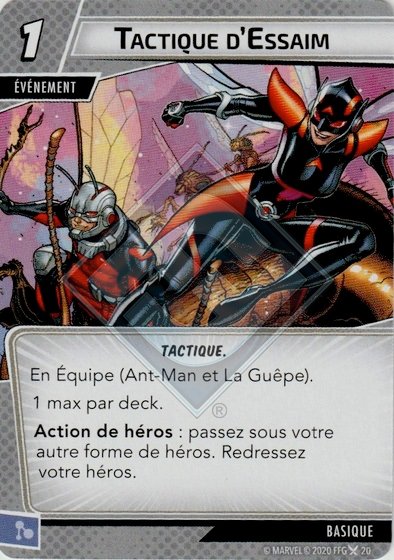 1
TACTIQUE D'ESSAIM
ÉVÉNEMENT
TACTIQUE.
En Équipe (Ant-Man et La Guêpe).
1 max par deck.
Action de héros : passez sous votre
autre forme de héros. Redressez
votre héros.
®
BASIQUE
© MARVEL © 2020 FFG 20